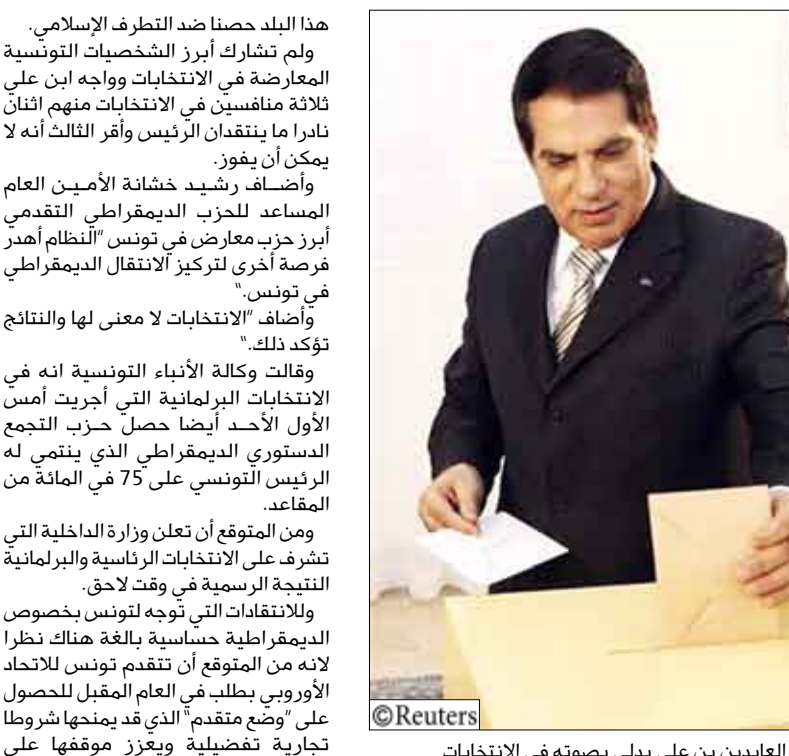 هذا البلد حصنا ضد التطرف الإسلامي.
ولم تشارك أبرز الشخصيات التونسية
المعارضة في الانتخابات وواجه ابن علي
ثلاثة منافسين في الانتخابات منهم اثنان
نادرا ما ينتقدان الرئيس وأقر الثالث أنه لا
يمكن أن يفوز.
وأضاف رشيد خشانة الأمين العام
المساعد للحزب الديمقراطي التقدمي
أبرز حزب معارض في تونس "النظام أهدر
فرصة أخرى لتركيز الانتقال الديمقراطي
في تونس."
وأضاف "الانتخابات لا معنى لها والنتائج
تؤكد ذلك."
وقالت وكالة الأنباء التونسية انه في
الانتخابات البرلمانية التي أجريت أمس
الأول الأحد أيضا حصل حزب التجمع
الدستوري الديمقراطي الذي ينتمي له
الرئيس التونسي على 75 في المائة من
المقاعد.
ومن المتوقع أن تعلن وزارة الداخلية التي
تشرف على الانتخابات الرئاسية والبرلمانية
النتيجة الرسمية في وقت لاحق.
وللانتقادات التي توجه لتونس بخصوص
الديمقراطية حساسية بالغة هناك نظرا
لانه من المتوقع أن تتقدم تونس للاتحاد
الأوروبي بطلب في العام المقبل للحصول
على "وضع متقدم" الذي قد يمنحها شروطا
تجارية تفضيلية ويعزز موقفها على
©Reuters
العابدين بن علي يدلي بصوته في الانتخابات